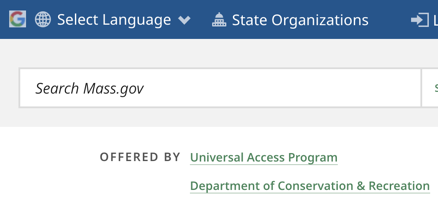 Select Language State Organizations
Search Mass.gov
OFFERED BY Universal Access Program
Department of Conservation & Recreation